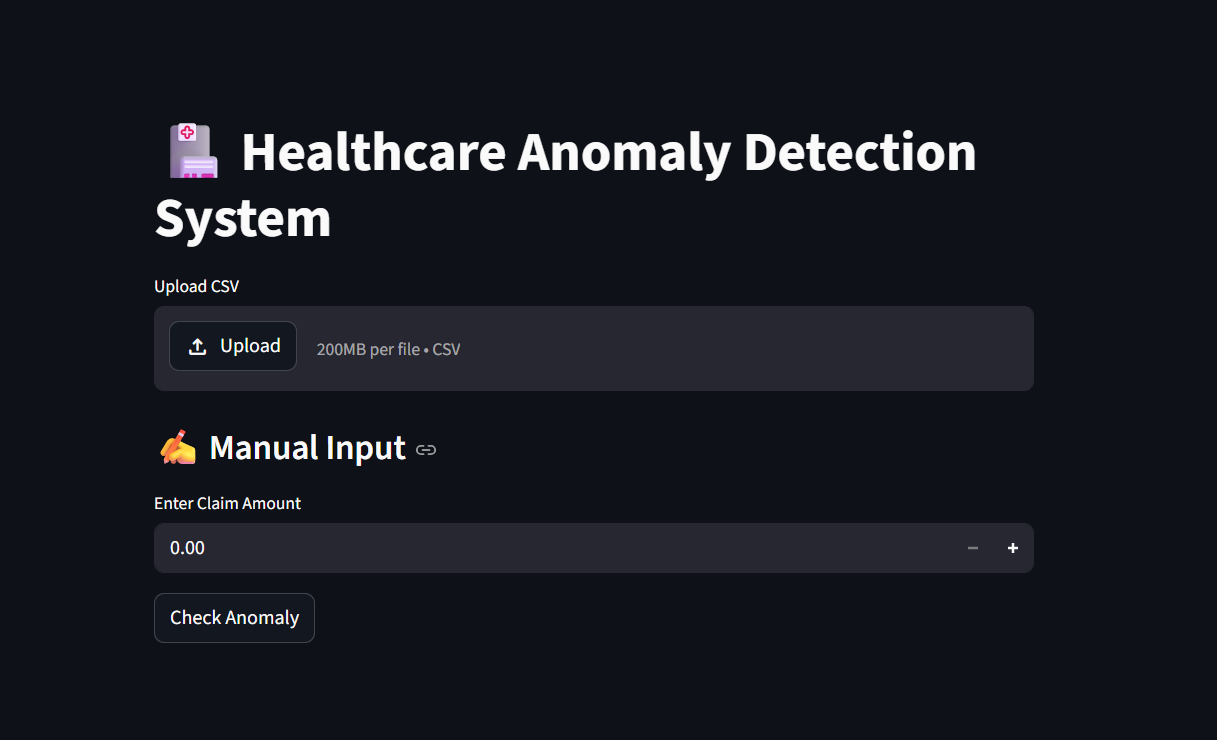 Healthcare Anomaly Detection
System
Upload CSV
Upload
200MB per file • CSV
Manual Input
Enter Claim Amount
0.00
Check Anomaly